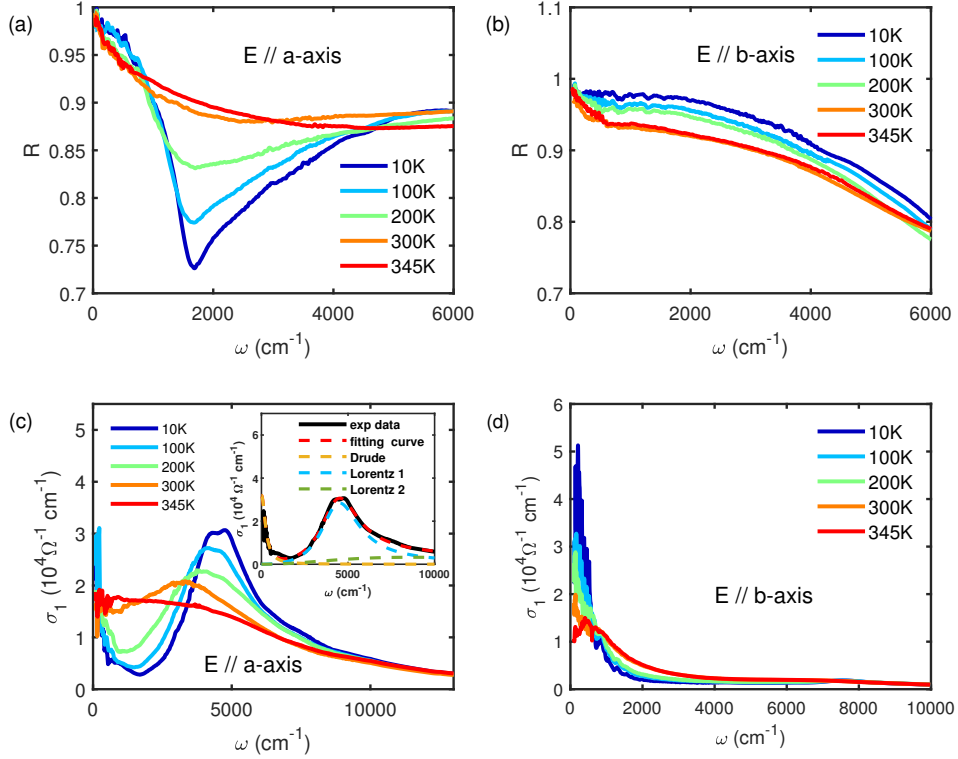 (a)
E // a-axis
R
1
0.95
0.9
0.85
0.8
0.75
0.7
0
2000
4000
6000
ω (cm-1)
10K
100K
200K
300K
345K
(b)
E // b-axis
R
1.1
1
0.9
0.8
0.7
0
2000
4000
6000
ω (cm-1)
10K
100K
200K
300K
345K
(c)
E // a-axis
σ1 (104Ω-1 cm-1)
5
4
3
2
1
0
0
5000
10000
ω (cm-1)
10K
100K
200K
300K
345K
σ1 (104 Ω-1 cm-1)
6
4
2
0
0
5000
10000
ω (cm-1)
exp data
fitting curve
Drude
Lorentz 1
Lorentz 2
(d)
E // b-axis
σ1 (104Ω-1 cm-1)
6
5
4
3
2
1
0
0
2000
4000
6000
8000
10000
ω (cm-1)
10K
100K
200K
300K
345K